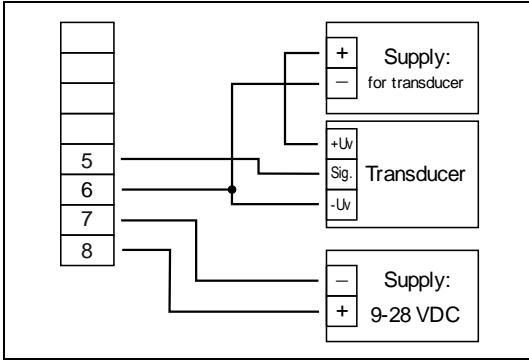 +
Supply:
−
for transducer
+Uv
5
Sig.
Transducer
6
-Uv
7
8
−
Supply:
+
9-28 VDC